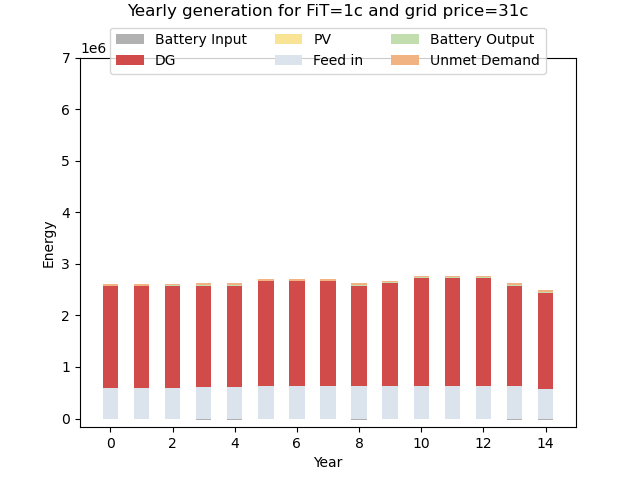 Yearly generation for FiT=1c and grid price=31c
1e6
Battery Input
PV
Battery Output
DG
Feed in
Unmet Demand
7
6
5
4
3
2
1
0
Energy
0 2 4 6 8 10 12 14
Year